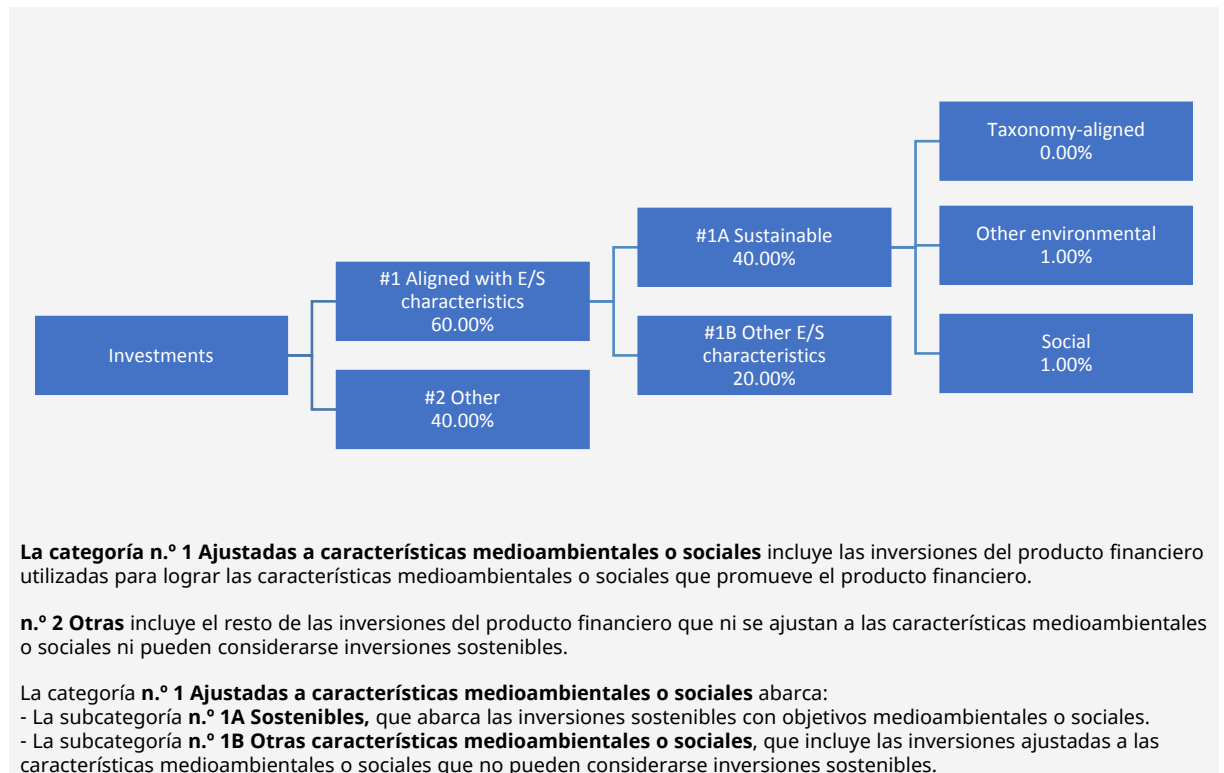 Investments
#1 Aligned with E/S
characteristics
60.00%
#2 Other
40.00%
#1A Sustainable
40.00%
#1B Other E/S
characteristics
20.00%
Taxonomy-aligned
0.00%
Other environmental
1.00%
Social
1.00%
La categoría n.º 1 Ajustadas a características medioambientales o sociales incluye las inversiones del producto financiero
utilizadas para lograr las características medioambientales o sociales que promueve el producto financiero.
n.º 2 Otras incluye el resto de las inversiones del producto financiero que ni se ajustan a las características medioambientales
o sociales ni pueden considerarse inversiones sostenibles.
La categoría n.º 1 Ajustadas a características medioambientales o sociales abarca:
- La subcategoría n.º 1A Sostenibles, que abarca las inversiones sostenibles con objetivos medioambientales o sociales.
- La subcategoría n.º 1B Otras características medioambientales o sociales, que incluye las inversiones ajustadas a las
características medioambientales o sociales que no pueden considerarse inversiones sostenibles.